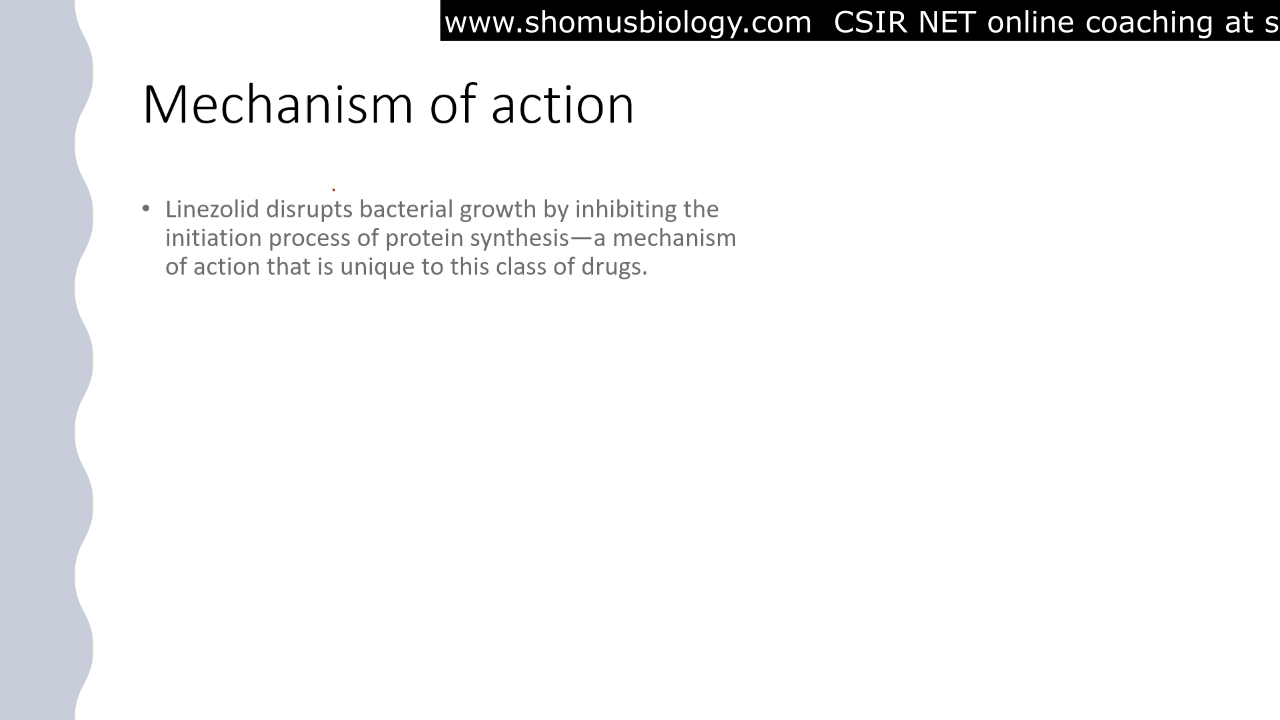 www.shomusbiology.com CSIR NET online coaching at s
Mechanism of action
• Linezolid disrupts bacterial growth by inhibiting the
initiation process of protein synthesis—a mechanism
of action that is unique to this class of drugs.